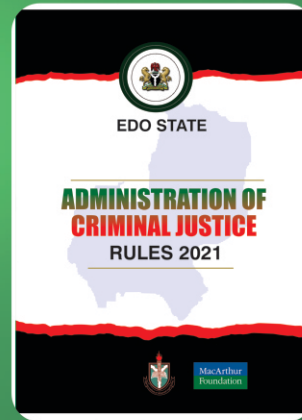 EDO STATE
ADMINISTRATION OF
CRIMINAL JUSTICE
RULES 2021
MacArthur
Foundation